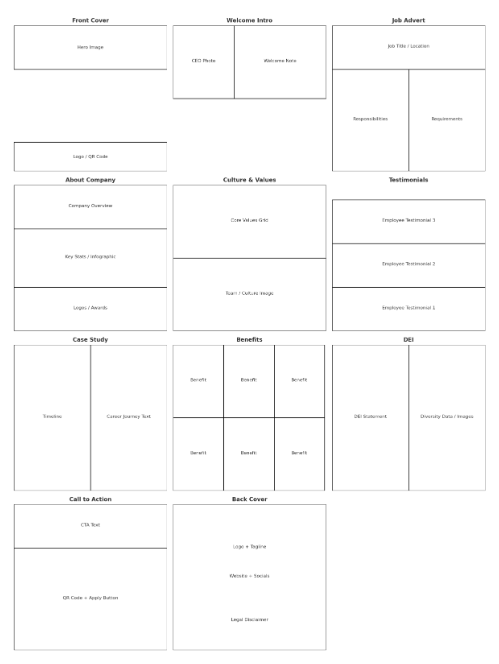 Front Cover
Hero Image
Logo / QR Code
Welcome Intro
CEO Photo
Welcome Note
Job Advert
Job Title / Location
Responsibilities
Requirements
About Company
Company Overview
Key Stats / Infographic
Logos / Awards
Culture & Values
Core Values Grid
Team / Culture Image
Testimonials
Employee Testimonial 3
Employee Testimonial 2
Employee Testimonial 1
Case Study
Timeline
Career Journey Text
Benefits
Benefit
Benefit
Benefit
Benefit
Benefit
Benefit
DEI
DEI Statement
Diversity Data / Images
Call to Action
CTA Text
QR Code + Apply Button
Back Cover
Logo + Tagline
Website + Socials
Legal Disclaimer